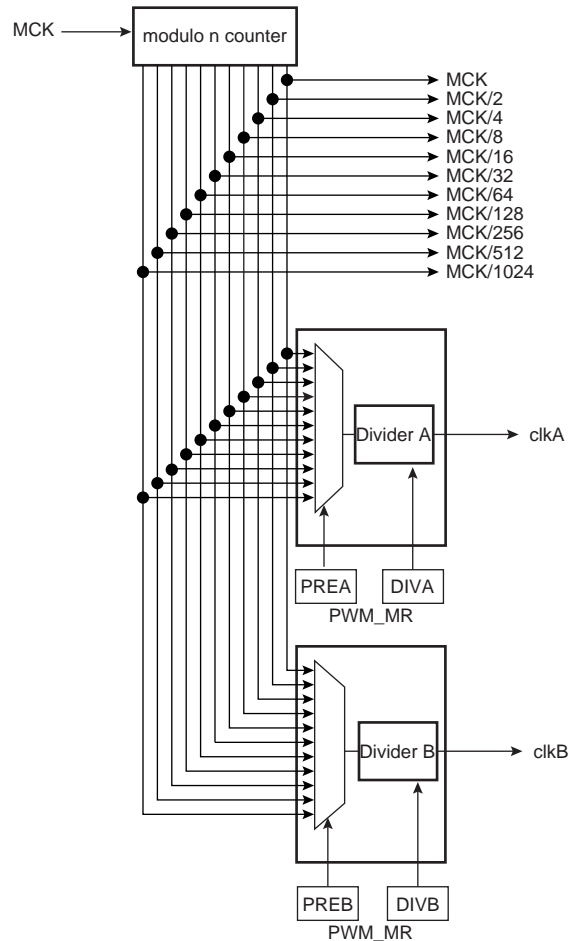 MCK
modulo n counter
MCK
MCK/2
MCK/4
MCK/8
MCK/16
MCK/32
MCK/64
MCK/128
MCK/256
MCK/512
MCK/1024
Divider A
clkA
PREA
DIVA
PWM_MR
Divider B
clkB
PREB
DIVB
PWM_MR